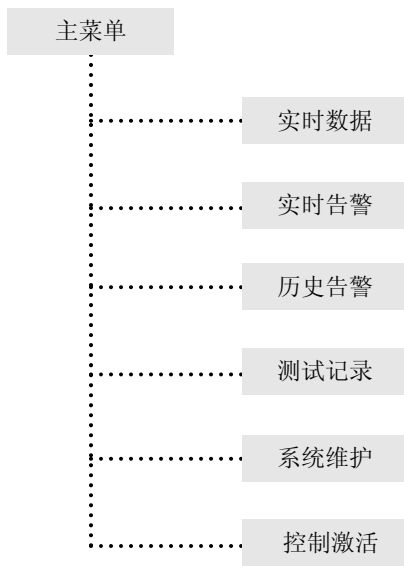 主菜单
实时数据
实时告警
历史告警
测试记录
系统维护
控制激活